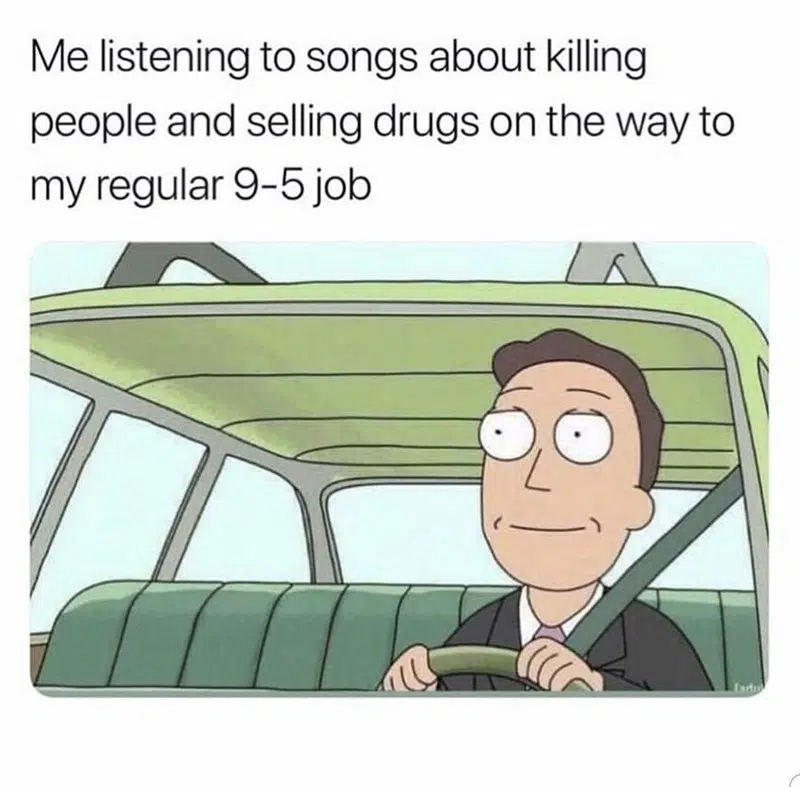 Me listening to songs about killing
people and selling drugs on the way to
my regular 9-5 job